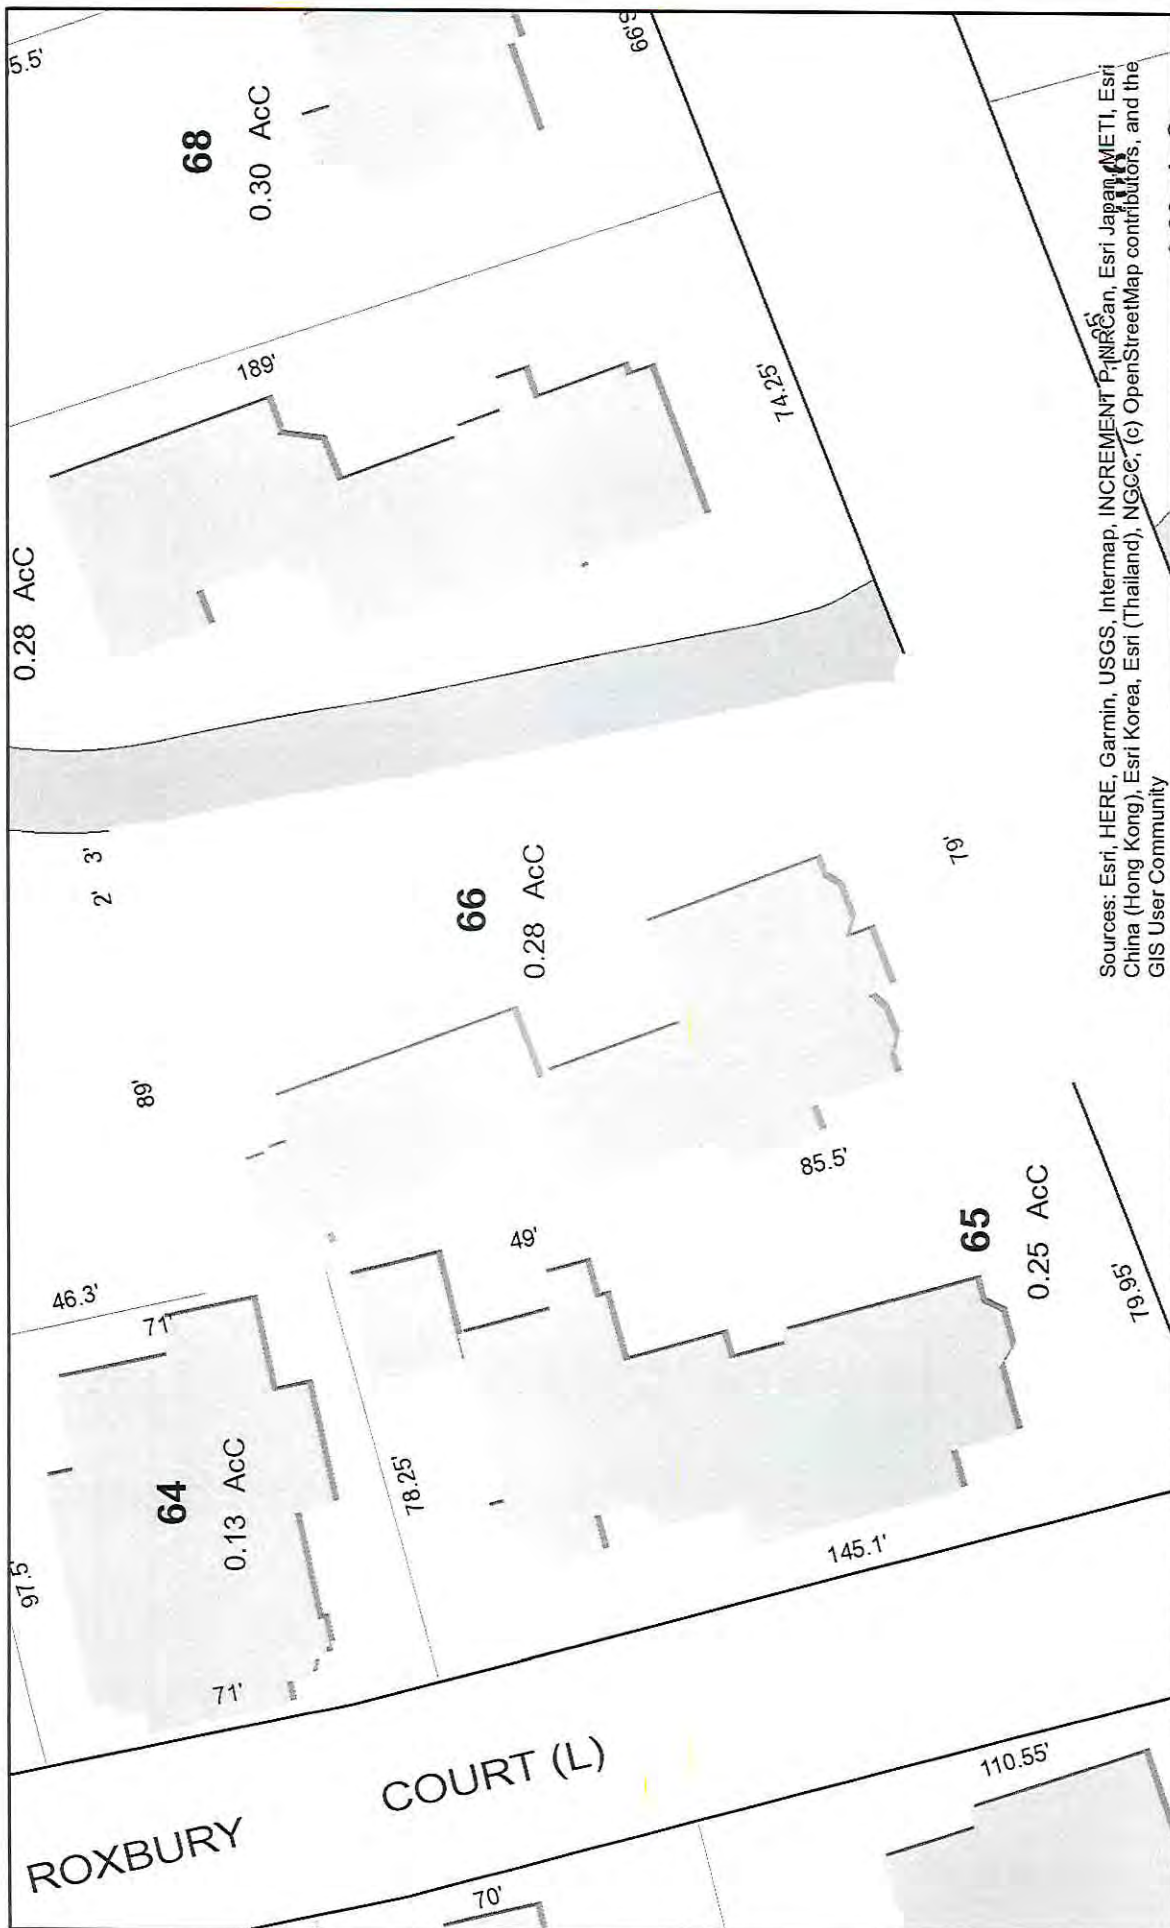 5.5'
68
0.30 AcC
66.9
189'
74.25'
0.28 AcC
2' 3'
66
0.28 AcC
79'
89'
85.5'
46.3'
71'
49'
65
0.25 AcC
79.95'
64
0.13 AcC
97.5'
78.25'
71'
145.1'
ROXBURY COURT (L)
70'
110.55'
25'
Sources: Esri, HERE, Garmin, USGS, Intermap, INCREMENT P, NRCan, Esri Japan, METI, Esri
China (Hong Kong), Esri Korea, Esri (Thailand), NGCC, (c) OpenStreetMap contributors, and the
GIS User Community